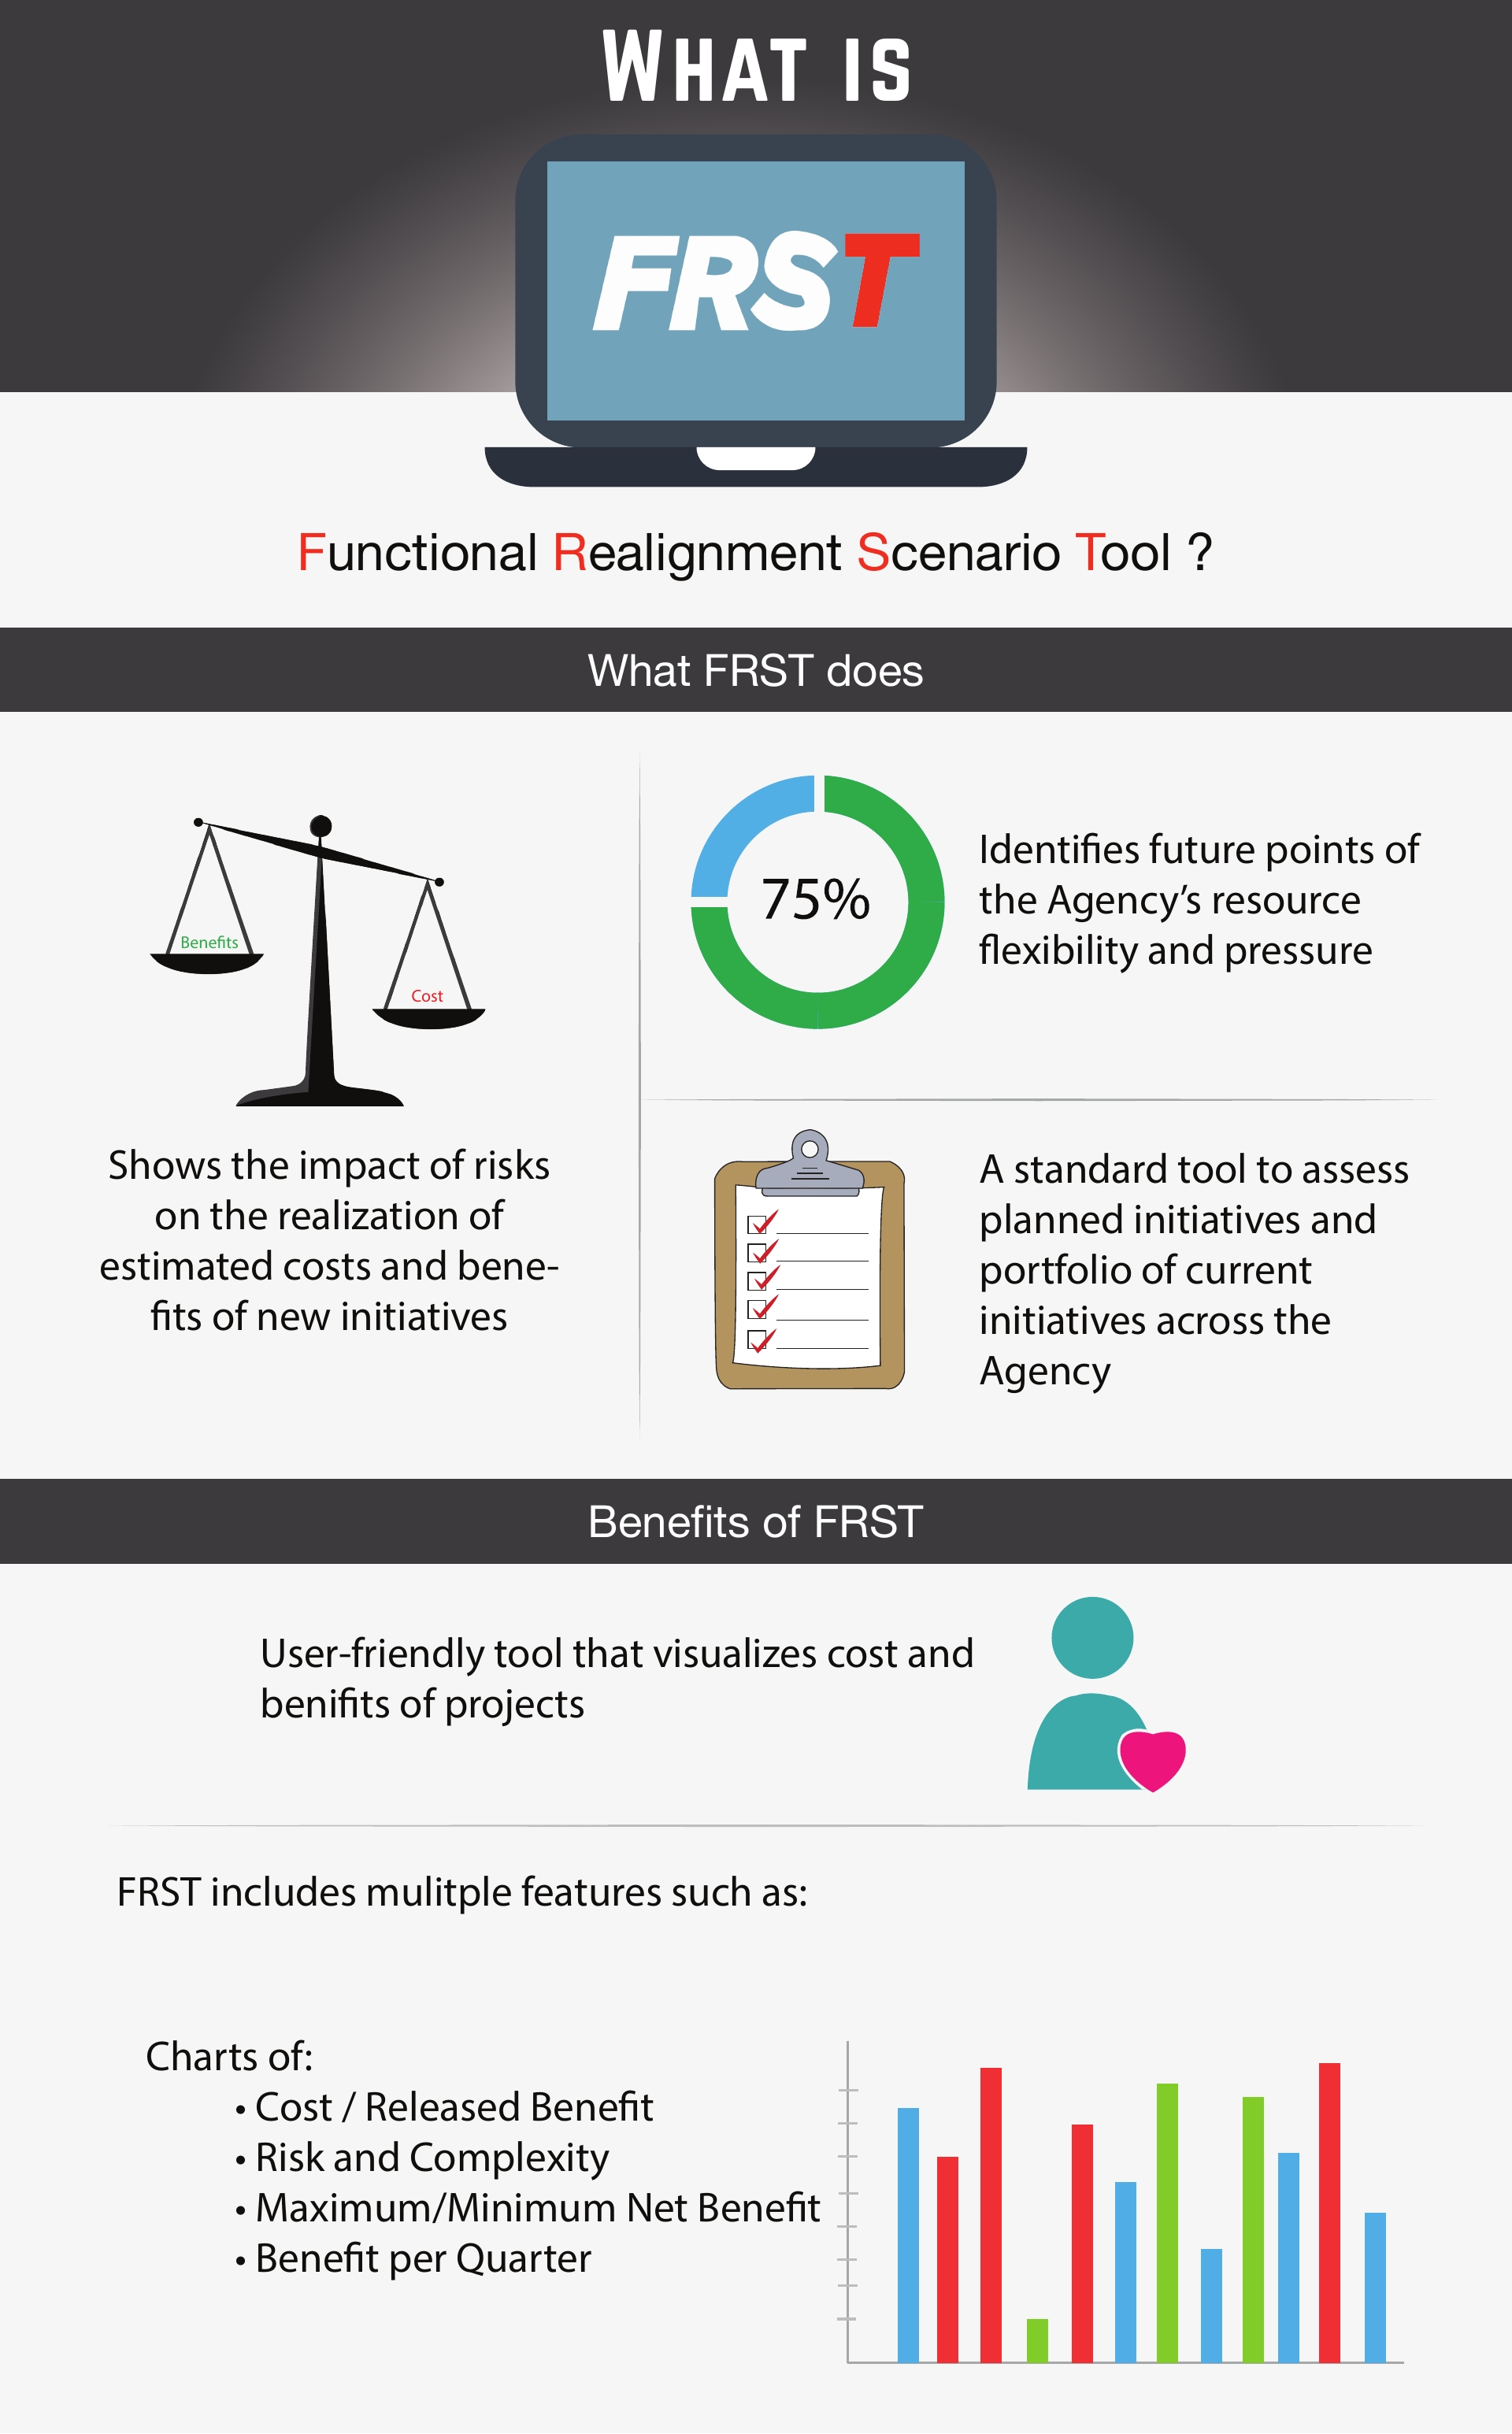 WHAT IS
FRST
Functional Realignment Scenario Tool ?
What FRST does
Benefits
Cost
Shows the impact of risks
on the realization of
estimated costs and bene-
fits of new initiatives
75%
Identifies future points of
the Agency’s resource
flexibility and pressure
A standard tool to assess
planned initiatives and
portfolio of current
initiatives across the
Agency
Benefits of FRST
User-friendly tool that visualizes cost and
benifits of projects
FRST includes mulitple features such as:
Charts of:
• Cost / Released Benefit
• Risk and Complexity
• Maximum/Minimum Net Benefit
• Benefit per Quarter